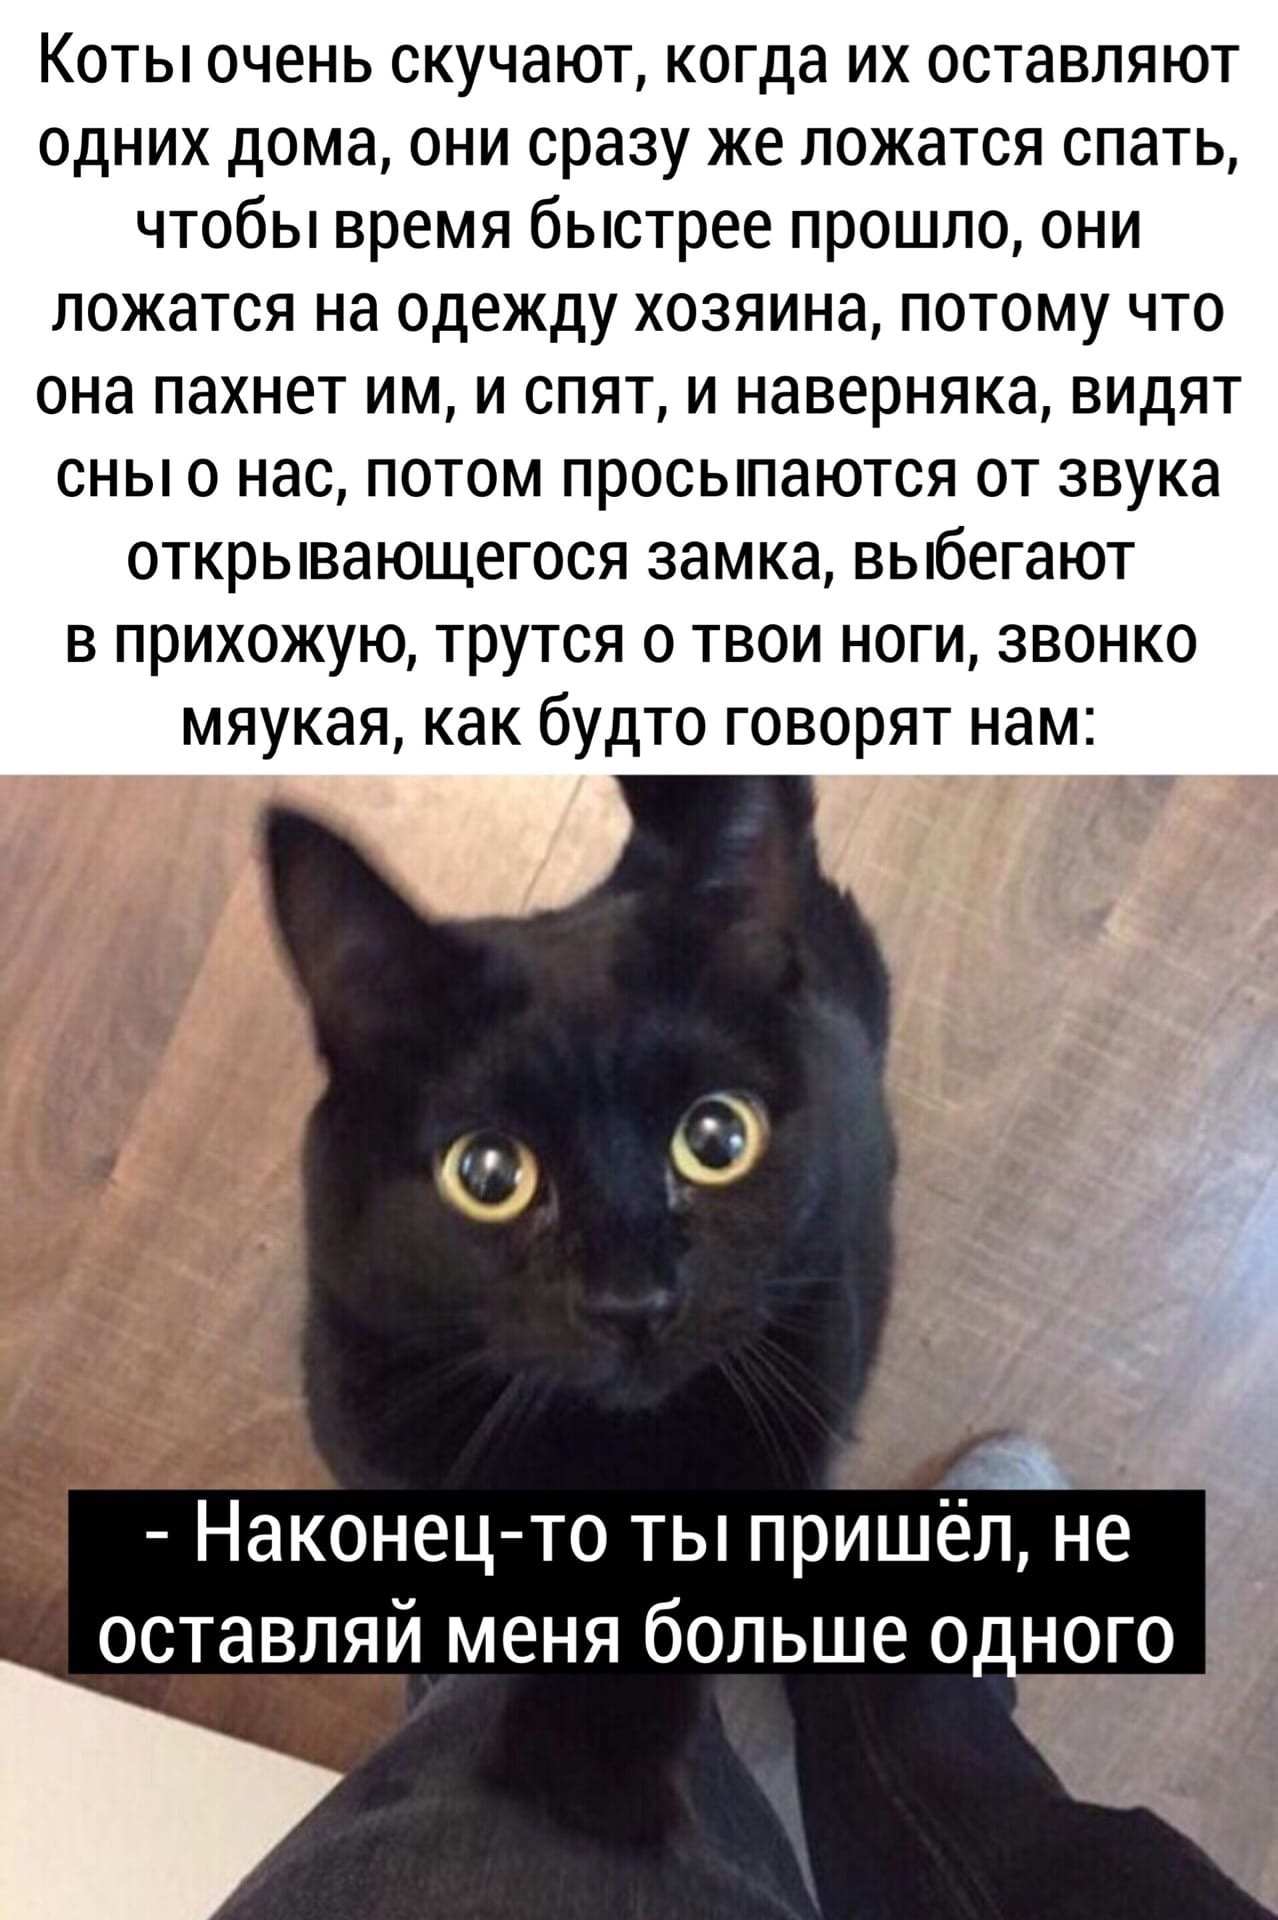 Коты очень скучают, когда их оставляют
одних дома, они сразу же ложатся спать,
чтобы время быстрее прошло, они
ложатся на одежду хозяина, потому что
она пахнет им, и спят, и наверняка, видят
сны о нас, потом просыпаются от звука
открывающегося замка, выбегают
в прихожую, трутся о твои ноги, звонко
мяукая, как будто говорят нам:
- Наконец-то ты пришёл, не
оставляй меня больше одного